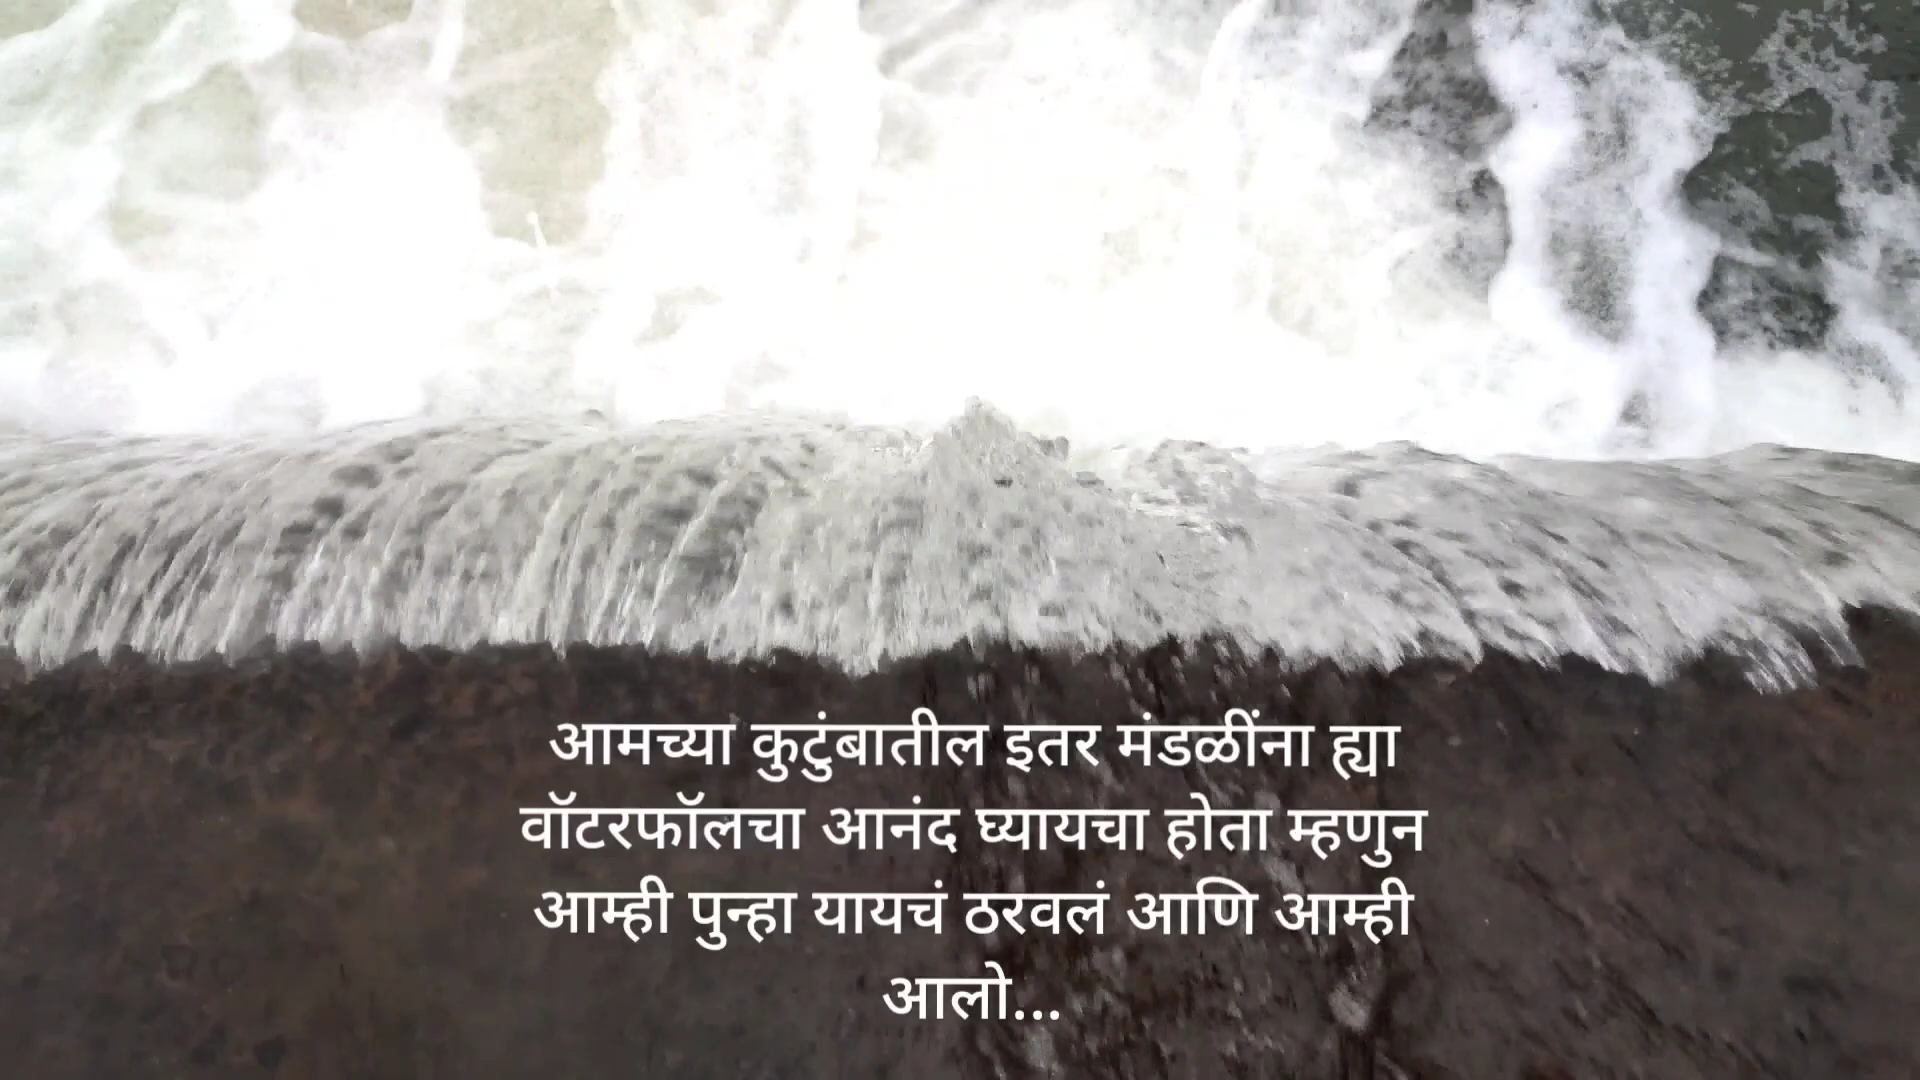 आमच्या कुटुंबातील इतर मंडळींना ह्या
वॉटरफॉलचा आनंद घ्यायचा होता म्हणुन
आम्ही पुन्हा यायचं ठरवलं आणि आम्ही
आलो...